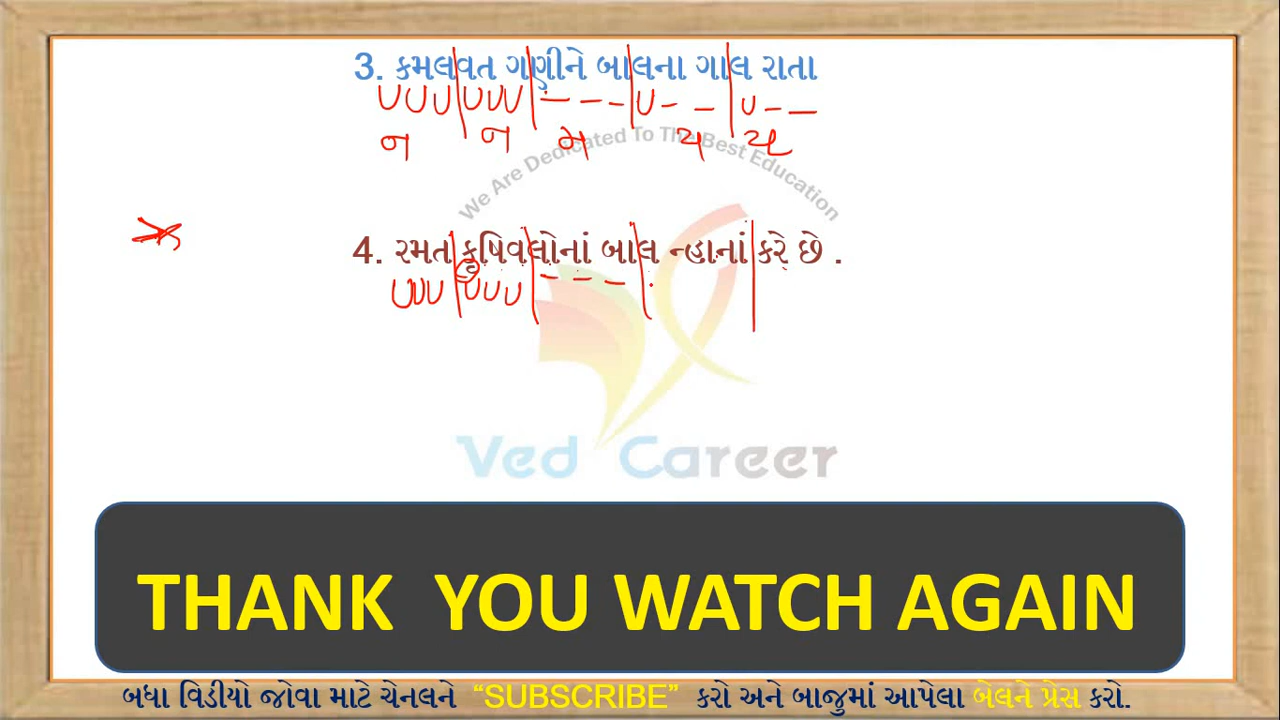 3. કમલવત ગણીને બાલના ગાલ રાતા
U U U | U U U | – – – | U – – | U – –
ન ન મ ય ય
We Are Dedicated To The Best Education
4. રમત કૃષિવલોનાં બાલ ન્હાનાં કરે છે .
U U U | U U U | – – – |
Ved Career
THANK YOU WATCH AGAIN
બધા વિડીયો જોવા માટે ચેનલને “SUBSCRIBE” કરો અને બાજુમાં આપેલા બેલને પ્રેસ કરો.